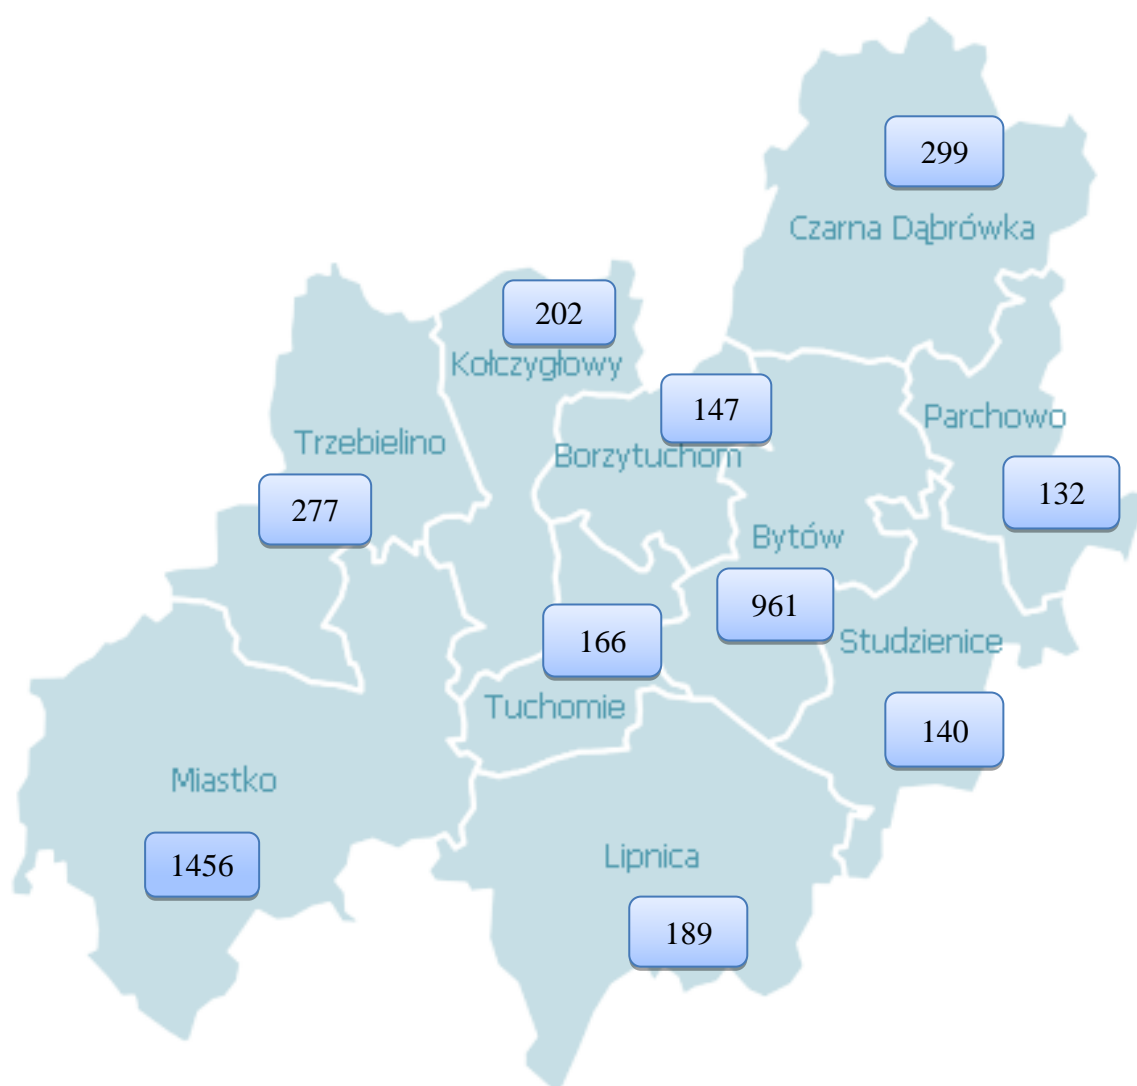 299
Czarna Dąbrówka
202
Kołczygłowy
147
Borzytuchom
Parchowo
132
Trzebielino
277
Bytów
961
Studzienice
140
166
Tuchomie
Miastko
1456
Lipnica
189